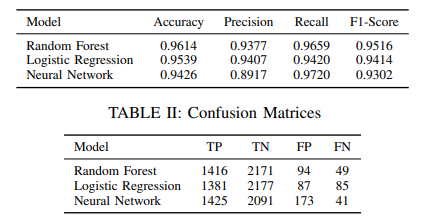 Model Accuracy Precision Recall F1-Score
Random Forest 0.9614 0.9377 0.9659 0.9516
Logistic Regression 0.9539 0.9407 0.9420 0.9414
Neural Network 0.9426 0.8917 0.9720 0.9302
TABLE II: Confusion Matrices
Model TP TN FP FN
Random Forest 1416 2171 94 49
Logistic Regression 1381 2177 87 85
Neural Network 1425 2091 173 41